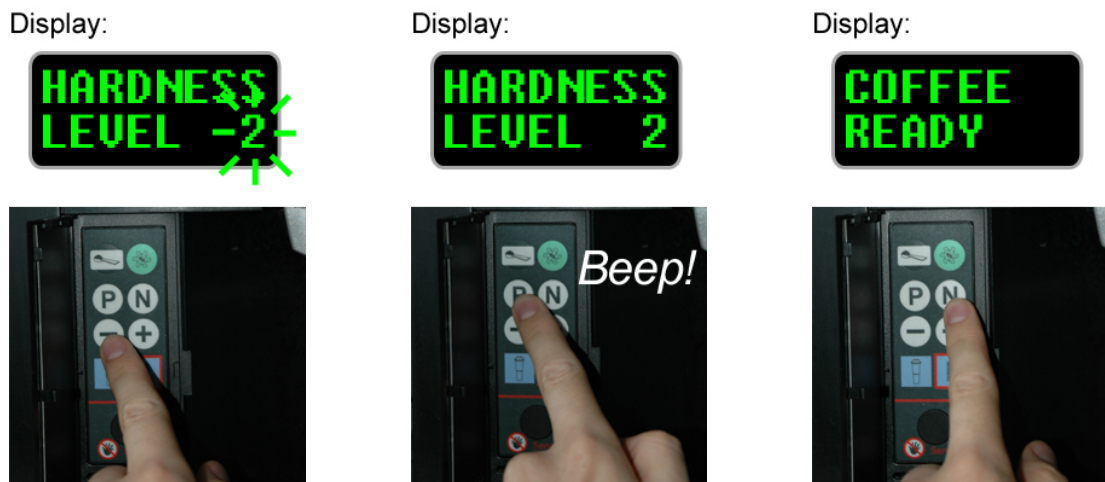 Display:
HARDNESS
LEVEL -2
Display:
HARDNESS
LEVEL 2
Display:
COFFEE
READY
P N
- +
Beep!
P N
-
P N
- +